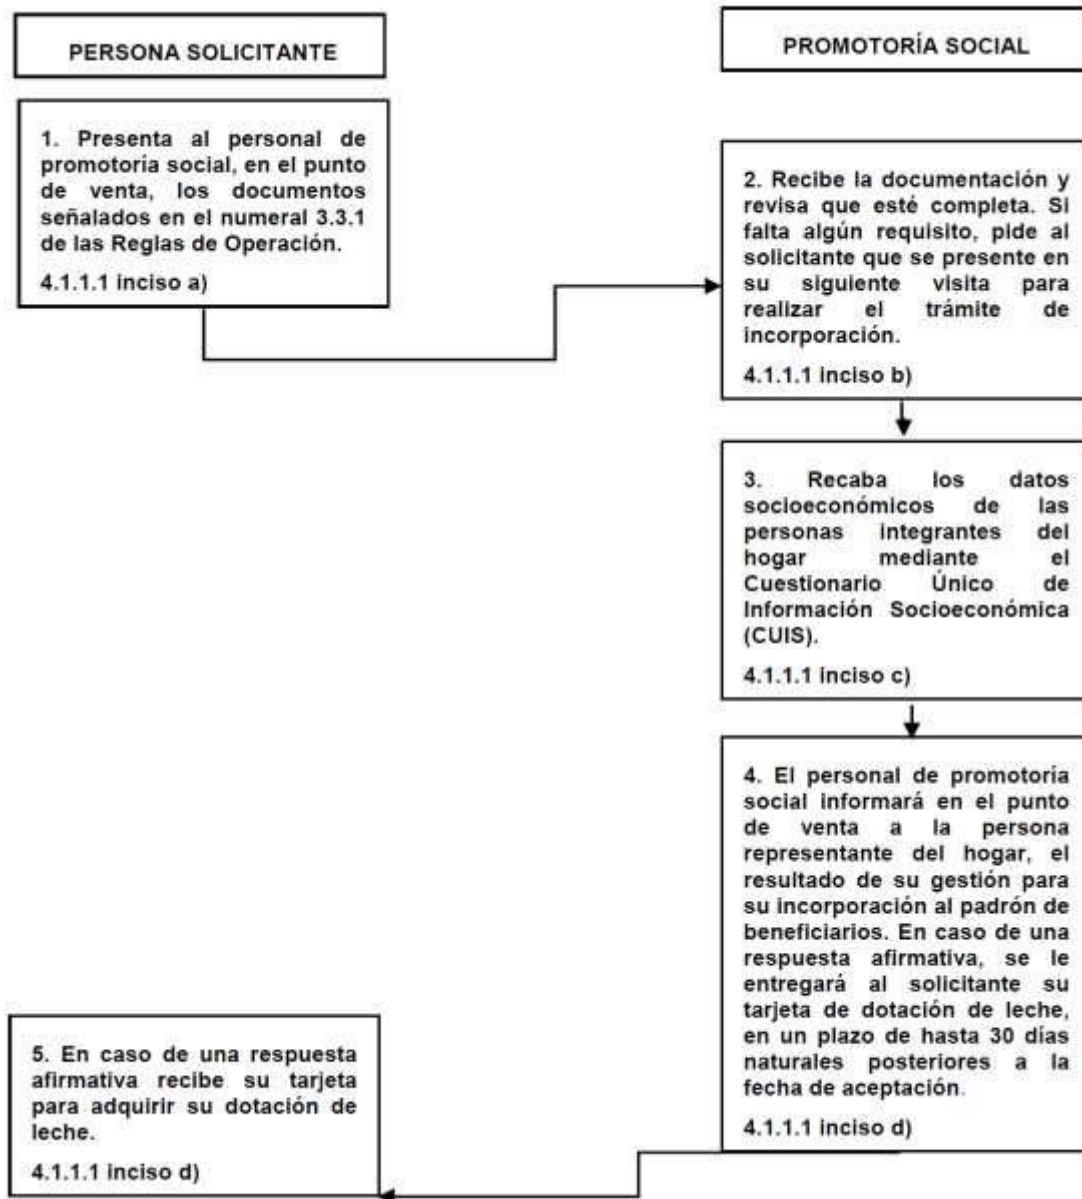 PERSONA SOLICITANTE
PROMOTORÍA SOCIAL
1. Presenta al personal de
promotoría social, en el punto
de venta, los documentos
señalados en el numeral 3.3.1
de las Reglas de Operación.
4.1.1.1 inciso a)
2. Recibe la documentación y
revisa que esté completa. Si
falta algún requisito, pide al
solicitante que se presente en
su siguiente visita para
realizar el trámite de
incorporación.
4.1.1.1 inciso b)
3. Recaba los datos
socioeconómicos de las
personas integrantes del
hogar mediante el
Cuestionario Único de
Información Socioeconómica
(CUIS).
4.1.1.1 inciso c)
4. El personal de promotoría
social informará en el punto
de venta a la persona
representante del hogar, el
resultado de su gestión para
su incorporación al padrón de
beneficiarios. En caso de una
respuesta afirmativa, se le
entregará al solicitante su
tarjeta de dotación de leche,
en un plazo de hasta 30 días
naturales posteriores a la
fecha de aceptación.
4.1.1.1 inciso d)
5. En caso de una respuesta
afirmativa recibe su tarjeta
para adquirir su dotación de
leche.
4.1.1.1 inciso d)